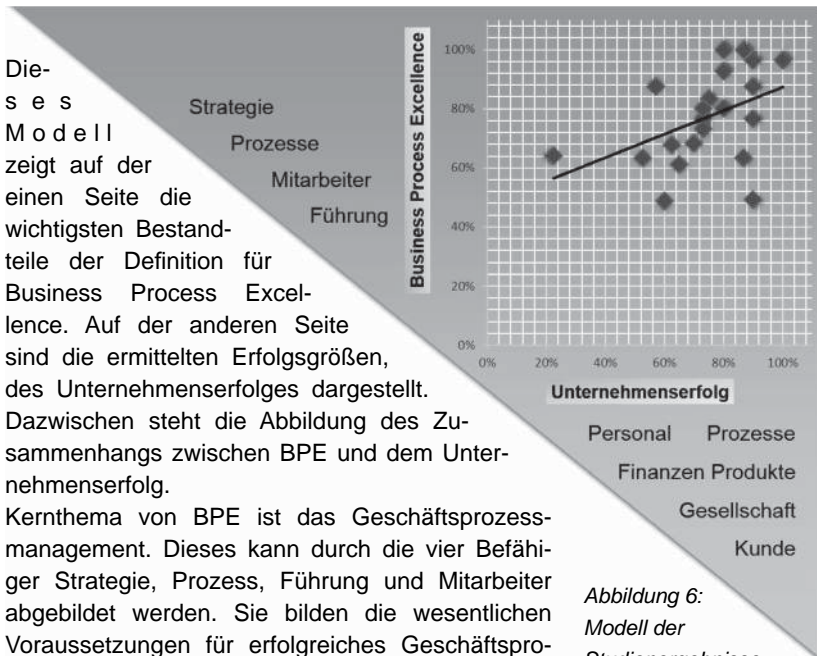 Die-
s e s
M o d e l l
zeigt auf der
einen Seite die
wichtigsten Bestand-
teile der Definition für
Business Process Excel-
lence. Auf der anderen Seite
sind die ermittelten Erfolgsgrößen,
des Unternehmenserfolges dargestellt.
Dazwischen steht die Abbildung des Zu-
sammenhangs zwischen BPE und dem Unter-
nehmenserfolg.
Kernthema von BPE ist das Geschäftsprozess-
management. Dieses kann durch die vier Befähi-
ger Strategie, Prozess, Führung und Mitarbeiter
abgebildet werden. Sie bilden die wesentlichen
Voraussetzungen für erfolgreiches Geschäftspro-
Strategie
Prozesse
Mitarbeiter
Führung
Business Process Excellence
100%
80%
60%
40%
20%
0%
0% 20% 40% 60% 80% 100%
Unternehmenserfolg
Personal Prozesse
Finanzen Produkte
Gesellschaft
Kunde
Abbildung 6:
Modell der